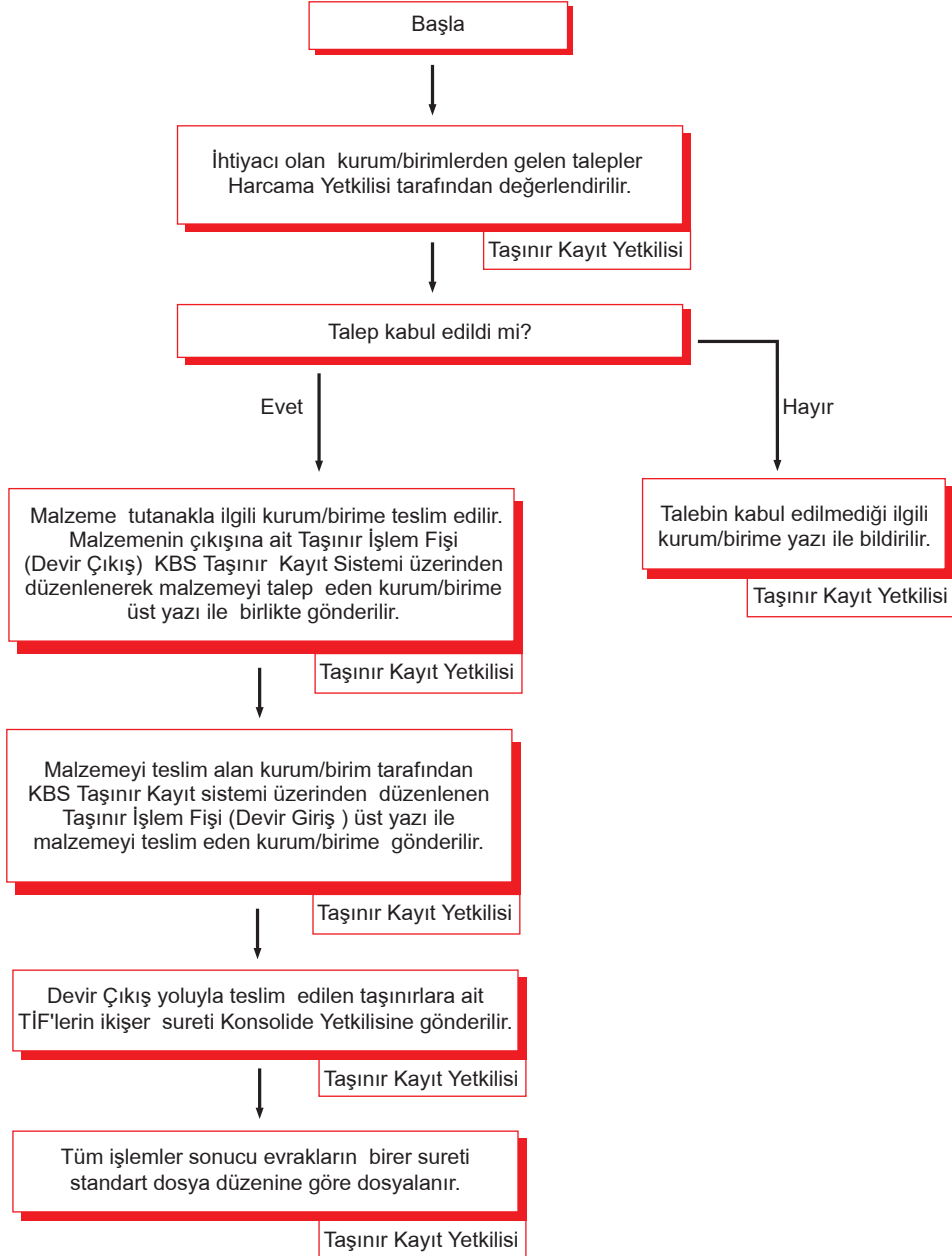 Başla
İhtiyacı olan kurum/birimlerden gelen talepler
Harcama Yetkilisi tarafından değerlendirilir.
Taşınır Kayıt Yetkilisi
Talep kabul edildi mi?
Evet
Hayır
Malzeme tutanakla ilgili kurum/birime teslim edilir.
Malzemenin çıkışına ait Taşınır İşlem Fişi
(Devir Çıkış) KBS Taşınır Kayıt Sistemi üzerinden
düzenlenerek malzemeyi talep eden kurum/birime
üst yazı ile birlikte gönderilir.
Taşınır Kayıt Yetkilisi
Talebin kabul edilmediği ilgili
kurum/birime yazı ile bildirilir.
Taşınır Kayıt Yetkilisi
Malzemeyi teslim alan kurum/birim tarafından
KBS Taşınır Kayıt sistemi üzerinden düzenlenen
Taşınır İşlem Fişi (Devir Giriş ) üst yazı ile
malzemeyi teslim eden kurum/birime gönderilir.
Taşınır Kayıt Yetkilisi
Devir Çıkış yoluyla teslim edilen taşınırlara ait
TİF'lerin ikişer sureti Konsolide Yetkilisine gönderilir.
Taşınır Kayıt Yetkilisi
Tüm işlemler sonucu evrakların birer sureti
standart dosya düzenine göre dosyalanır.
Taşınır Kayıt Yetkilisi